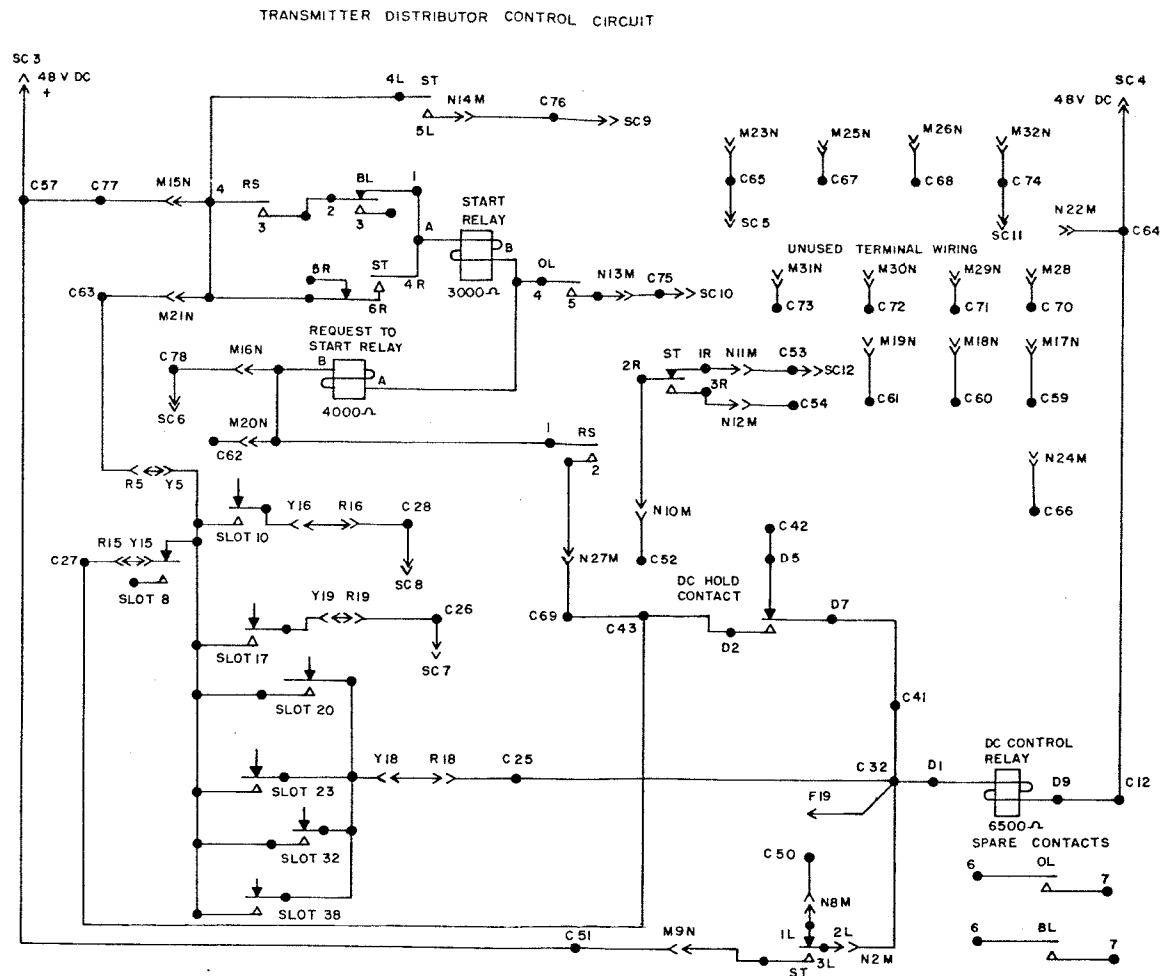 TRANSMITTER DISTRIBUTOR CONTROL CIRCUIT
SC 3
48 V DC
+
4L ST
N14M C76
SC9
5L
SC4
48V DC
M23N M25N M26N M32N
C65 C67 C68 C74
SC5
SC11
N22M
C64
C57 C77 M15N 4 RS
3
2
BL
3
1
A
START
RELAY
B
3000Ω
OL
4
5
N13M C75
SC10
UNUSED TERMINAL WIRING
M31N M30N M29N M28
C73 C72 C71 C70
M19N M18N M17N
C61 C60 C59
N24M
C66
C63
M21N
5R
ST
4R
6R
REQUEST TO
START RELAY
C78 M16N B
A
4000Ω
SC6
M20N
C62
1 RS
2
2R ST 1R N11M C53
SC12
3R
C54
N12M
R5 Y5
Y16 R16 C28
SLOT 10
SC8
N10M
C52
C27 R15 Y15
SLOT 8
N27M
C42
D5
DC HOLD
CONTACT
D7
C69 C43
D2
Y19 R19 C26
SLOT 17
SC7
SLOT 20
C41
Y18 R18 C25
SLOT 23
C32 D1
DC CONTROL
RELAY
D9
C12
F19
6500Ω
SLOT 32
SLOT 38
C50
N8M
1L 2L
3L
N2M
ST
C51 M9N
SPARE CONTACTS
6 OL 7
6 BL 7